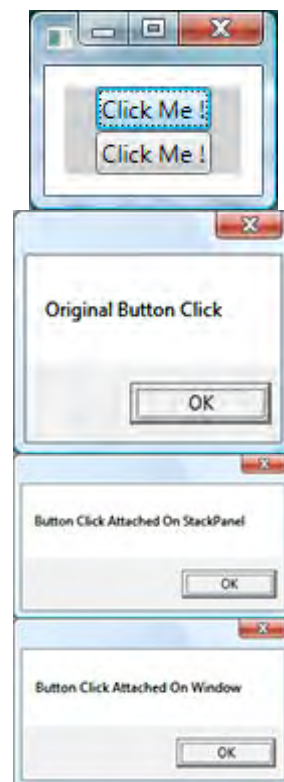 Click Me !
Click Me !
Original Button Click
OK
Button Click Attached On StackPanel
OK
Button Click Attached On Window
OK